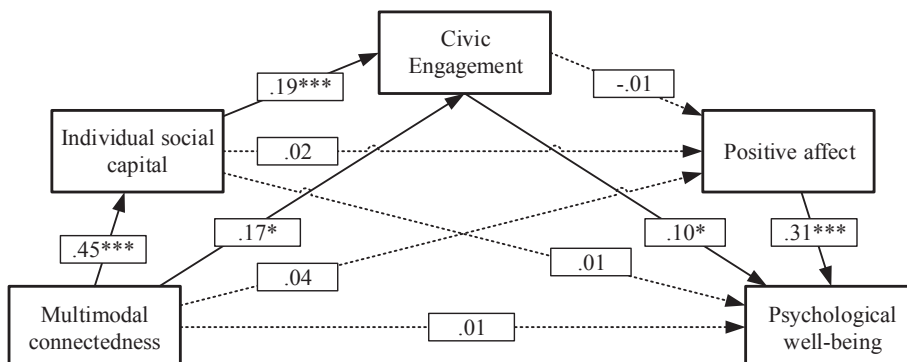 Civic
Engagement
.19***
-.01
Individual social
capital
.02
Positive affect
.45***
.17*
.10*
.31***
.04
.01
Multimodal
connectedness
.01
Psychological
well-being